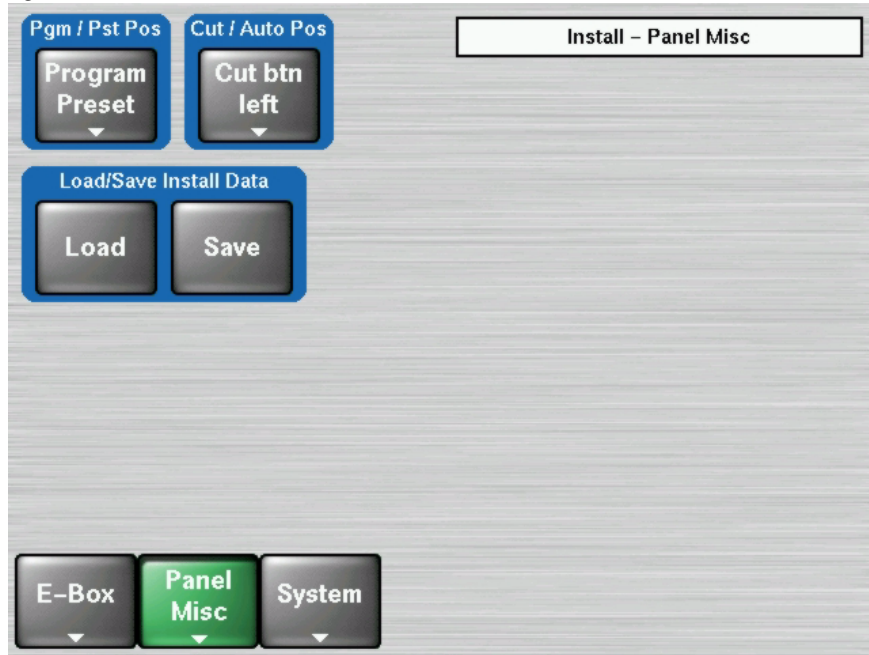 Pgm / Pst Pos
Cut / Auto Pos
Install – Panel Misc
Program
Preset
Cut btn
left
Load/Save Install Data
Load
Save
E–Box
Panel
Misc
System